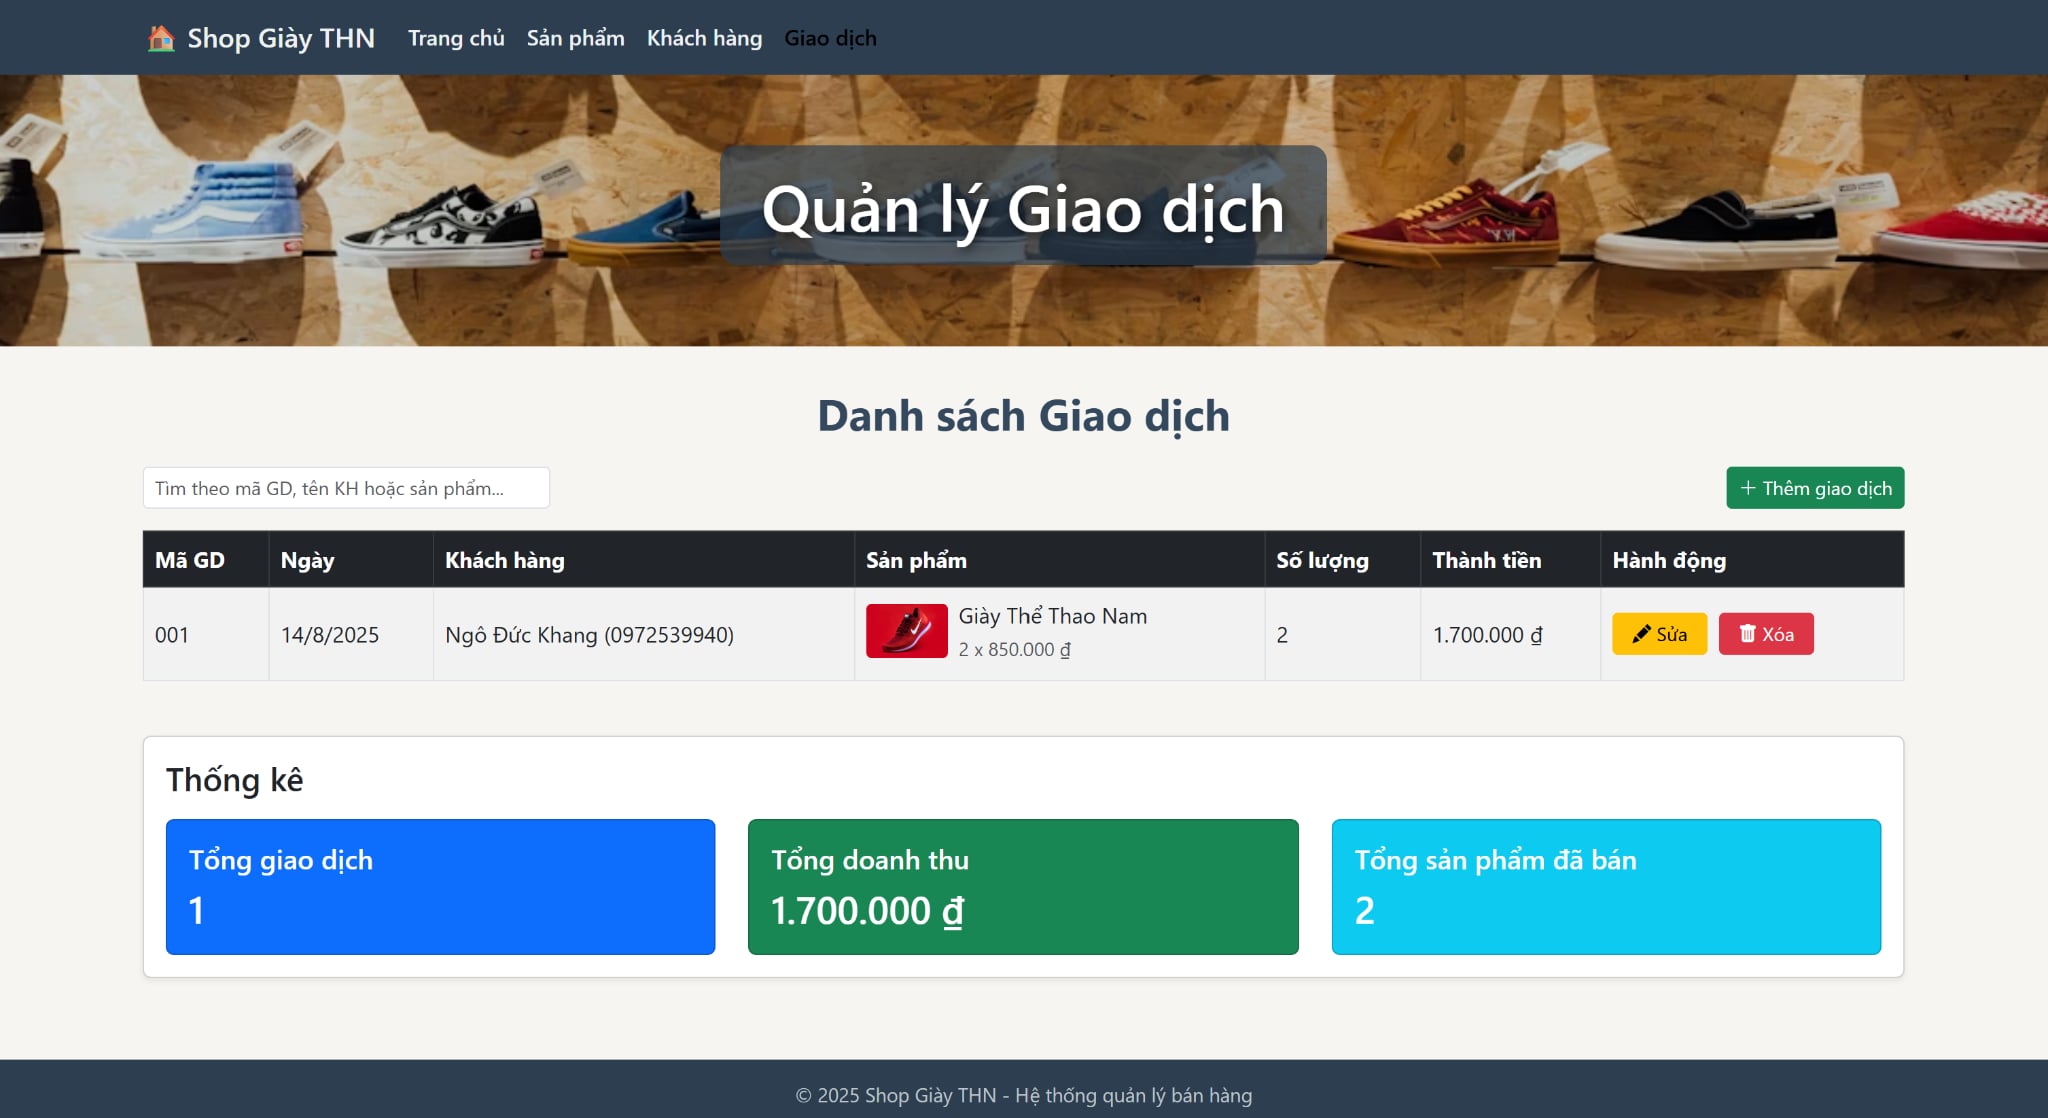 Shop Giày THN Trang chủ Sản phẩm Khách hàng Giao dịch
Quản lý Giao dịch
Danh sách Giao dịch
Tìm theo mã GD, tên KH hoặc sản phẩm...
+ Thêm giao dịch
Mã GD Ngày Khách hàng Sản phẩm Số lượng Thành tiền Hành động
001 14/8/2025 Ngô Đức Khang (0972539940) Giày Thể Thao Nam 2 1.700.000 ₫ Sửa Xóa
2 x 850.000 ₫
Thống kê
Tổng giao dịch
1
Tổng doanh thu
1.700.000 ₫
Tổng sản phẩm đã bán
2
© 2025 Shop Giày THN - Hệ thống quản lý bán hàng